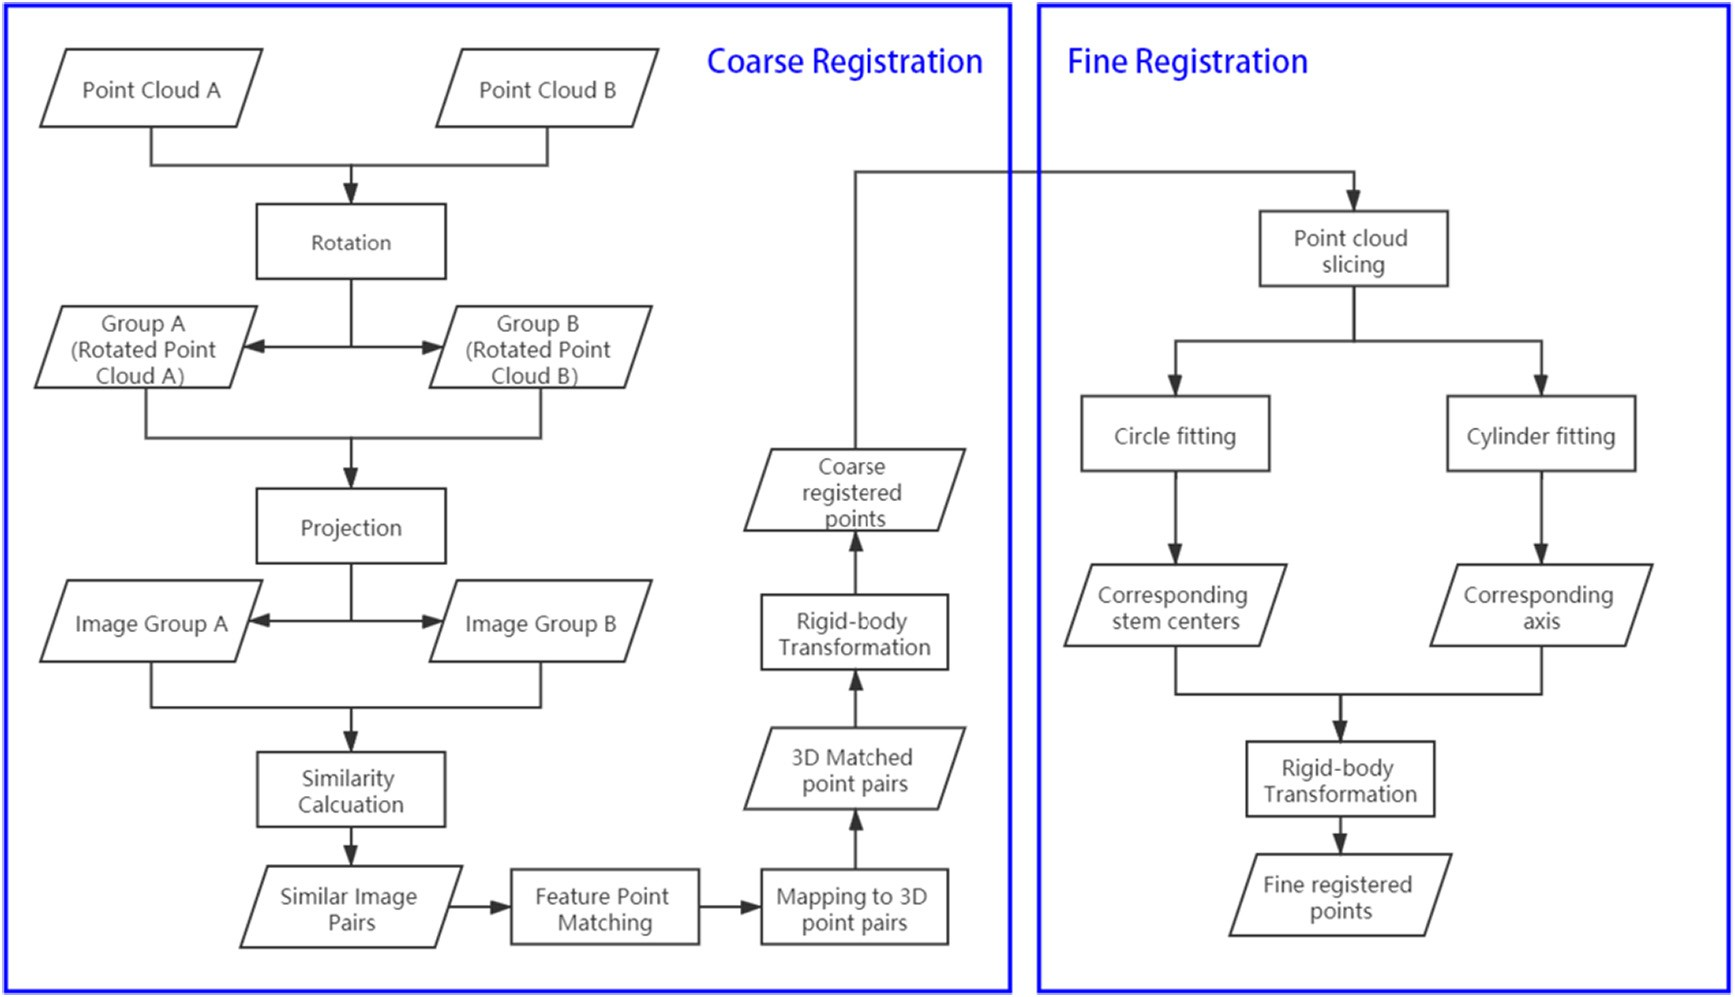 Coarse Registration
Point Cloud A
Point Cloud B
Rotation
Group A
(Rotated Point
Cloud A)
Group B
(Rotated Point
Cloud B)
Projection
Image Group A
Image Group B
Similarity
Calcuation
Similar Image
Pairs
Feature Point
Matching
Mapping to 3D
point pairs
3D Matched
point pairs
Rigid-body
Transformation
Coarse
registered
points
Fine Registration
Point cloud
slicing
Circle fitting
Cylinder fitting
Corresponding
stem centers
Corresponding
axis
Rigid-body
Transformation
Fine registered
points